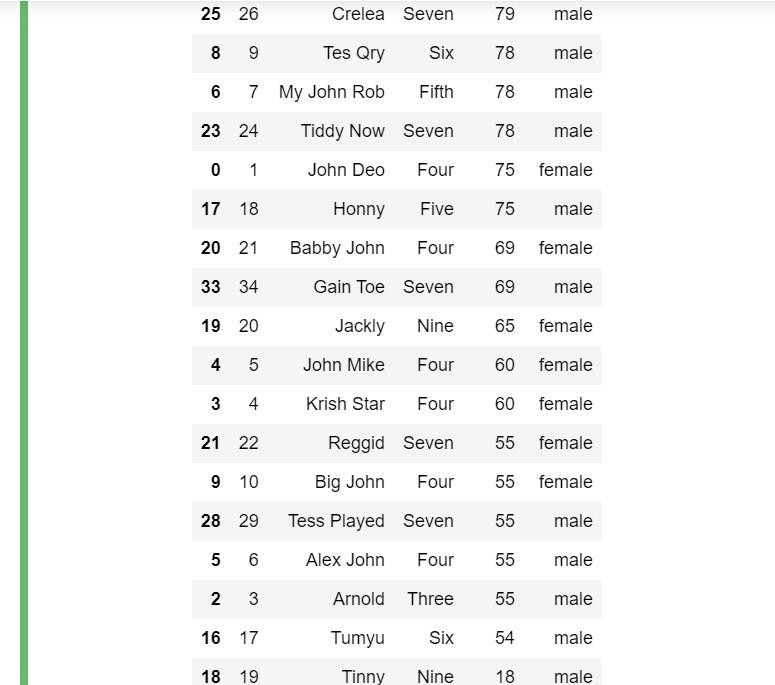 25 26 Crelea Seven 79 male
8 9 Tes Qry Six 78 male
6 7 My John Rob Fifth 78 male
23 24 Tiddy Now Seven 78 male
0 1 John Deo Four 75 female
17 18 Honny Five 75 male
20 21 Babby John Four 69 female
33 34 Gain Toe Seven 69 male
19 20 Jackly Nine 65 female
4 5 John Mike Four 60 female
3 4 Krish Star Four 60 female
21 22 Reggid Seven 55 female
9 10 Big John Four 55 female
28 29 Tess Played Seven 55 male
5 6 Alex John Four 55 male
2 3 Arnold Three 55 male
16 17 Tumyu Six 54 male
18 19 Tinny Nine 18 male